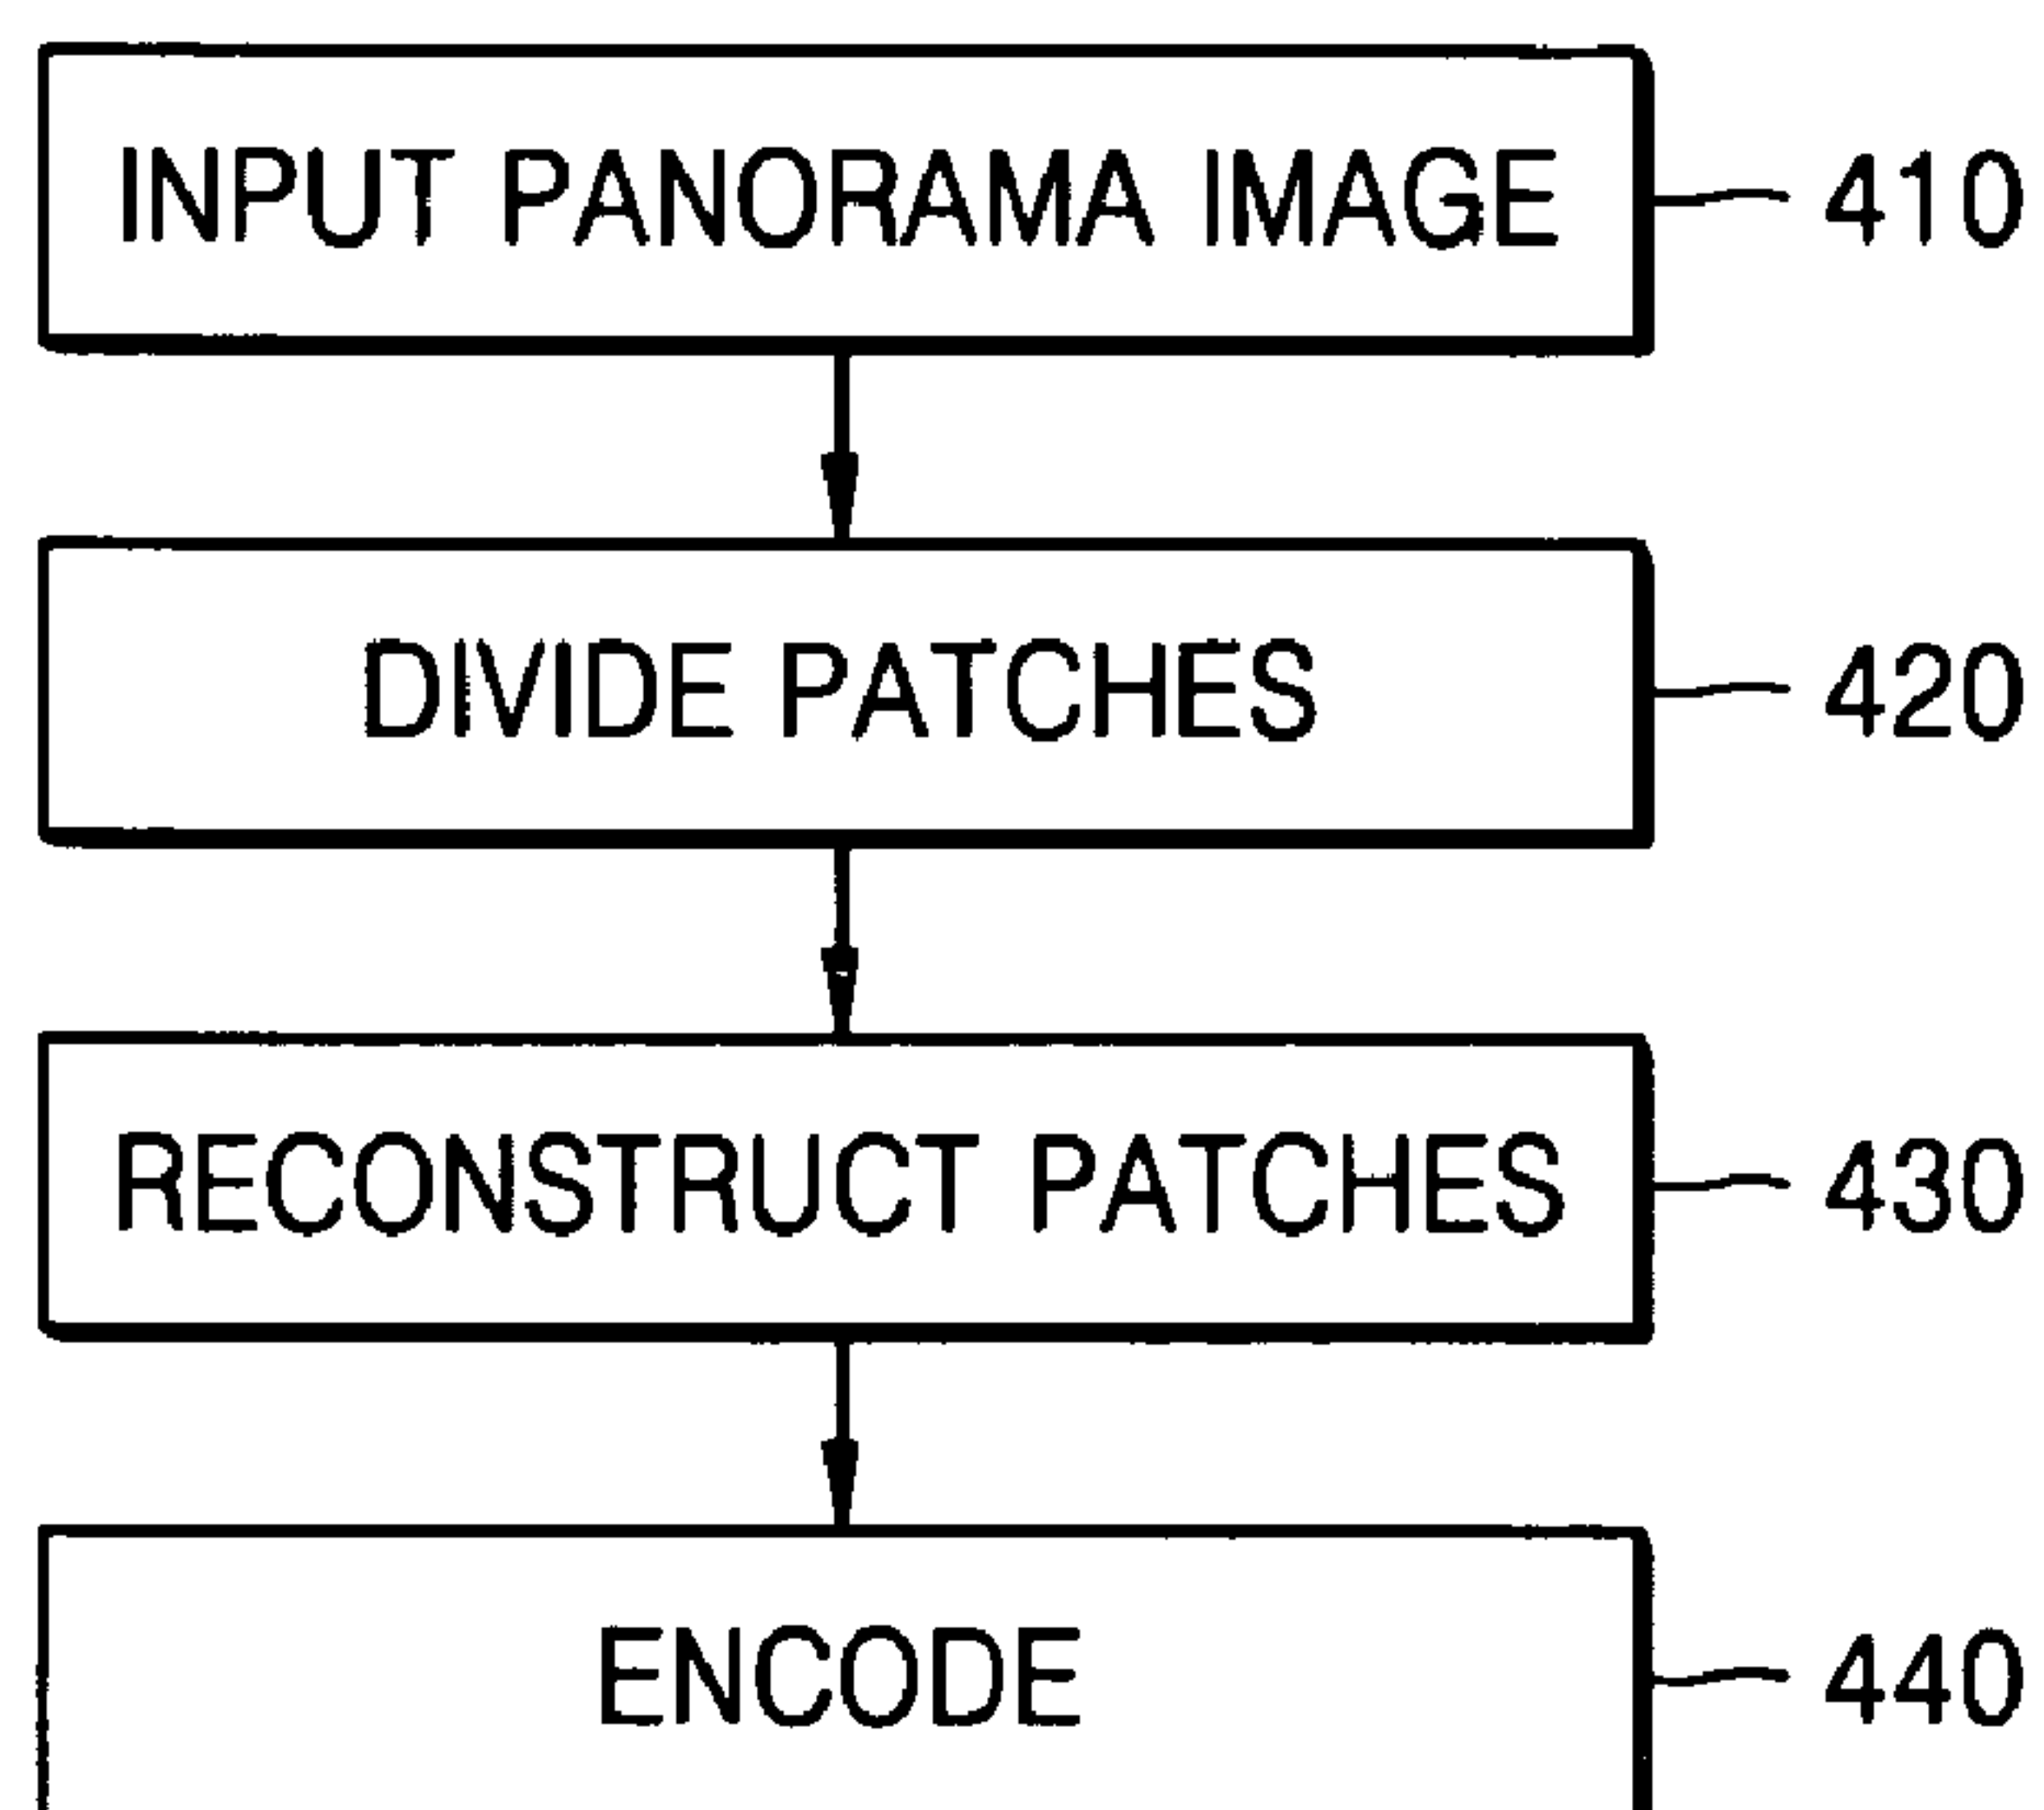 INPUT PANORAMA IMAGE 410
DIVIDE PATCHES 420
RECONSTRUCT PATCHES 430
ENCODE 440